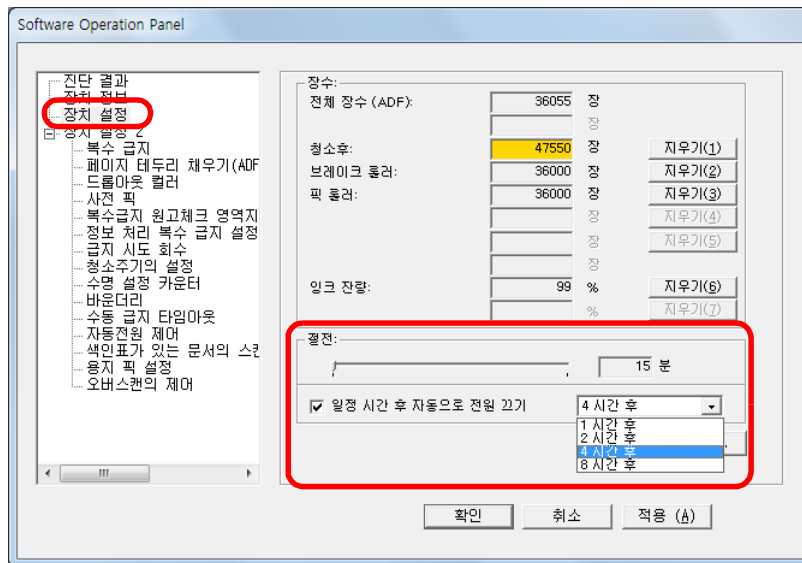 Software Operation Panel
진단 결과
장치 정보
장치 설정
장치 설정 2
복수 급지
페이지 테두리 채우기(ADF
드롭아웃 컬러
사전 픽
복수급지 원고체크 영역지
정보 처리 복수 급지 설정
급지 시도 회수
청소주기의 설정
수명 설정 카운터
바운더리
수동 급지 타임아웃
자동전원 제어
색인표가 있는 문서의 스캔
용지 픽 설정
오버스캔의 제어
장수:
전체 장수 (ADF): 36055 장
장
청소후: 47550 장 지우기(1)
브레이크 롤러: 36000 장 지우기(2)
픽 롤러: 36000 장 지우기(3)
장 지우기(4)
장 지우기(5)
장
잉크 잔량: 99 % 지우기(6)
% 지우기(7)
절전:
15 분
일정 시간 후 자동으로 전원 끄기 4 시간 후
1 시간 후
2 시간 후
4 시간 후
8 시간 후
확인 취소 적용 (A)